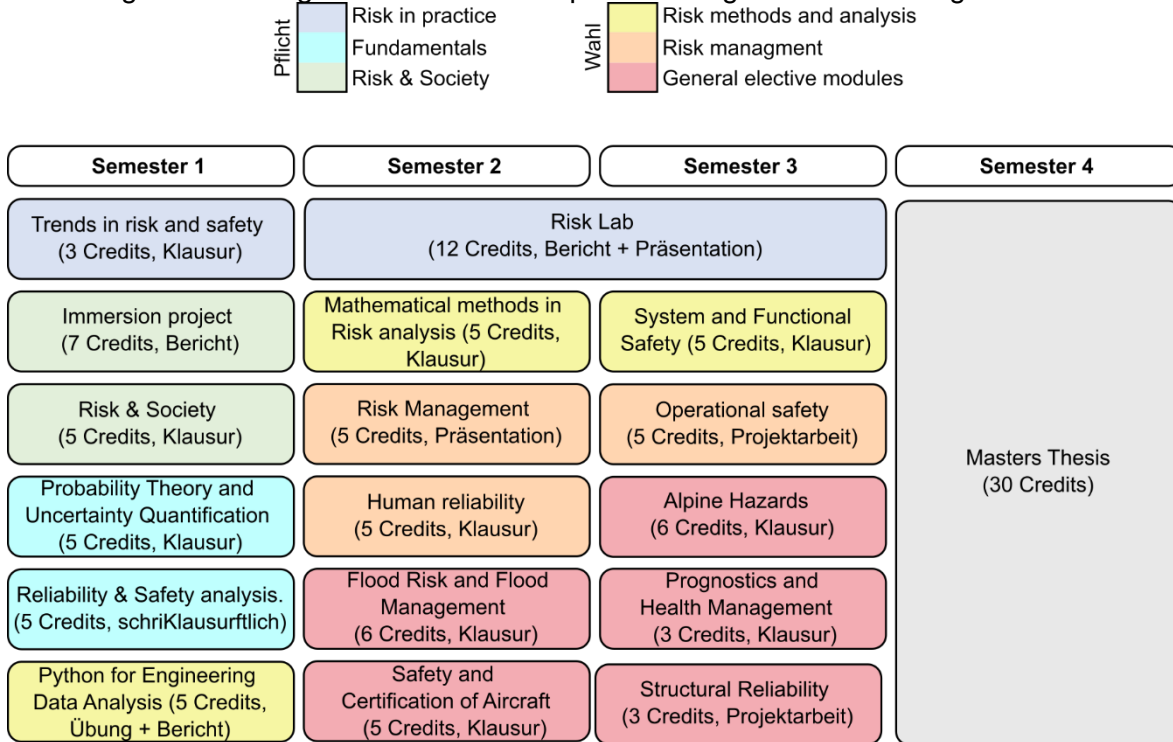 Pflicht
Risk in practice
Fundamentals
Risk & Society
Wahl
Risk methods and analysis
Risk managment
General elective modules
Semester 1
Semester 2
Semester 3
Semester 4
Trends in risk and safety
(3 Credits, Klausur)
Risk Lab
(12 Credits, Bericht + Präsentation)
Immersion project
(7 Credits, Bericht)
Mathematical methods in
Risk analysis (5 Credits,
Klausur)
System and Functional
Safety (5 Credits, Klausur)
Risk & Society
(5 Credits, Klausur)
Risk Management
(5 Credits, Präsentation)
Operational safety
(5 Credits, Projektarbeit)
Masters Thesis
(30 Credits)
Probability Theory and
Uncertainty Quantification
(5 Credits, Klausur)
Human reliability
(5 Credits, Klausur)
Alpine Hazards
(6 Credits, Klausur)
Reliability & Safety analysis.
(5 Credits, schriKlausurftlich)
Flood Risk and Flood
Management
(6 Credits, Klausur)
Prognostics and
Health Management
(3 Credits, Klausur)
Python for Engineering
Data Analysis (5 Credits,
Übung + Bericht)
Safety and
Certification of Aircraft
(5 Credits, Klausur)
Structural Reliability
(3 Credits, Projektarbeit)